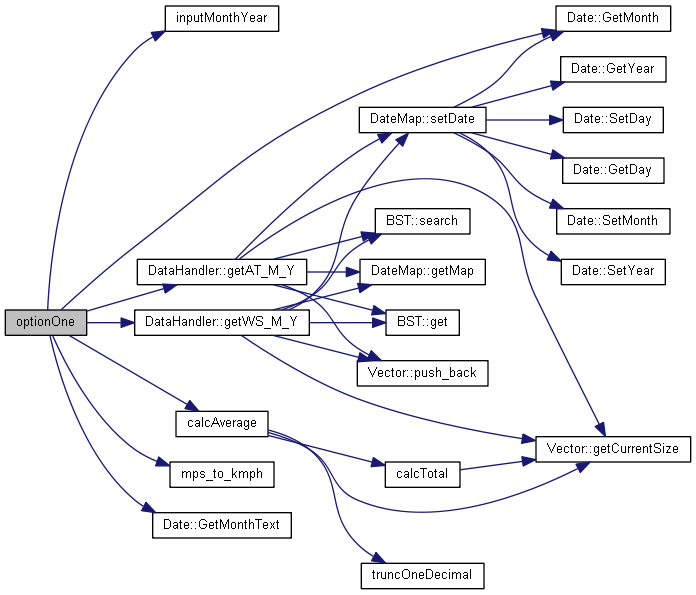 inputMonthYear
Date::GetMonth
Date::GetYear
DateMap::setDate
Date::SetDay
Date::GetDay
BST::search
Date::SetMonth
DataHandler::getAT_M_Y
DateMap::getMap
Date::SetYear
optionOne
DataHandler::getWS_M_Y
BST::get
Vector::push_back
calcAverage
Vector::getCurrentSize
mps_to_kmph
calcTotal
Date::GetMonthText
truncOneDecimal